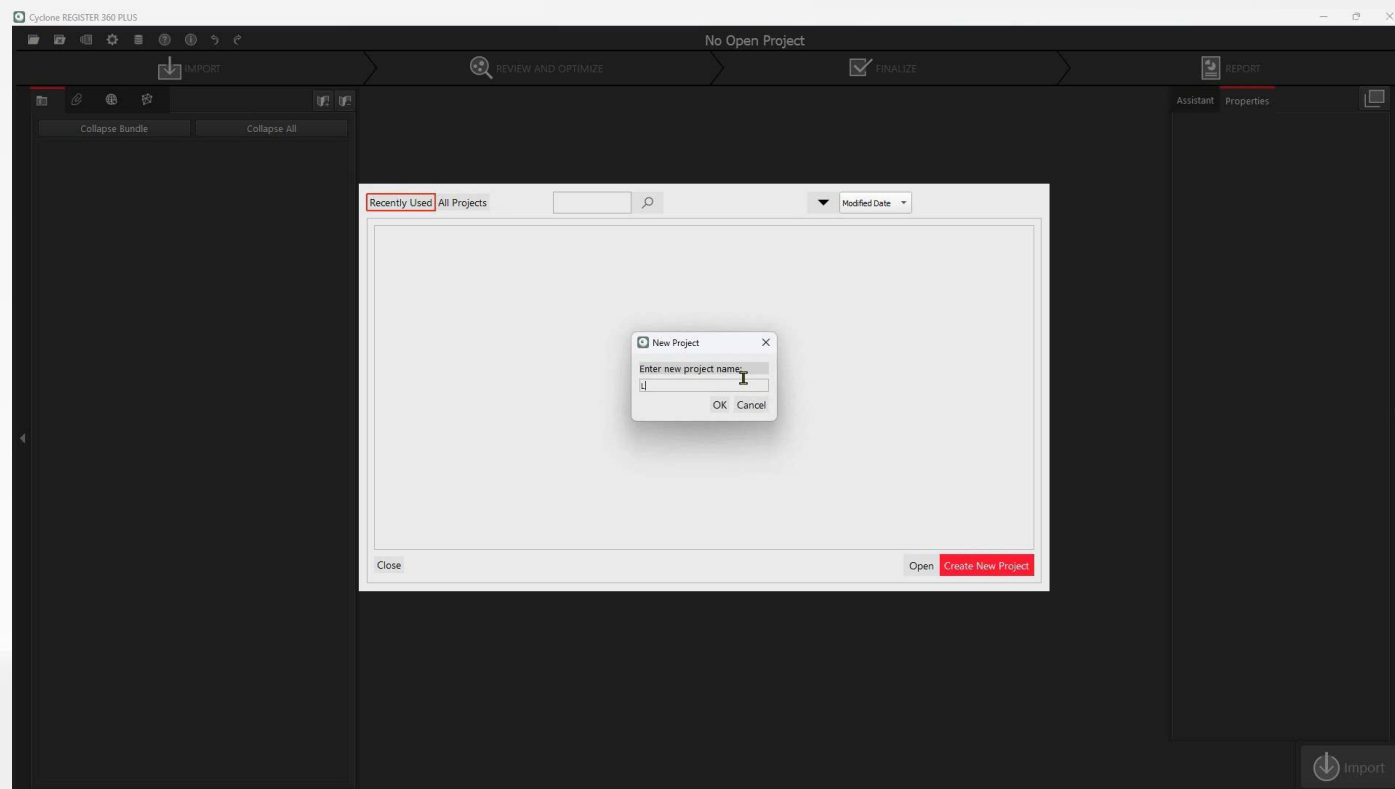 Cyclone REGISTER 360 PLUS
No Open Project
IMPORT
REVIEW AND OPTIMIZE
FINALIZE
REPORT
Assistant Properties
Collapse Bundle Collapse All
Recently Used All Projects
Modified Date
New Project
Enter new project name:
L
OK Cancel
Close
Open Create New Project
Import